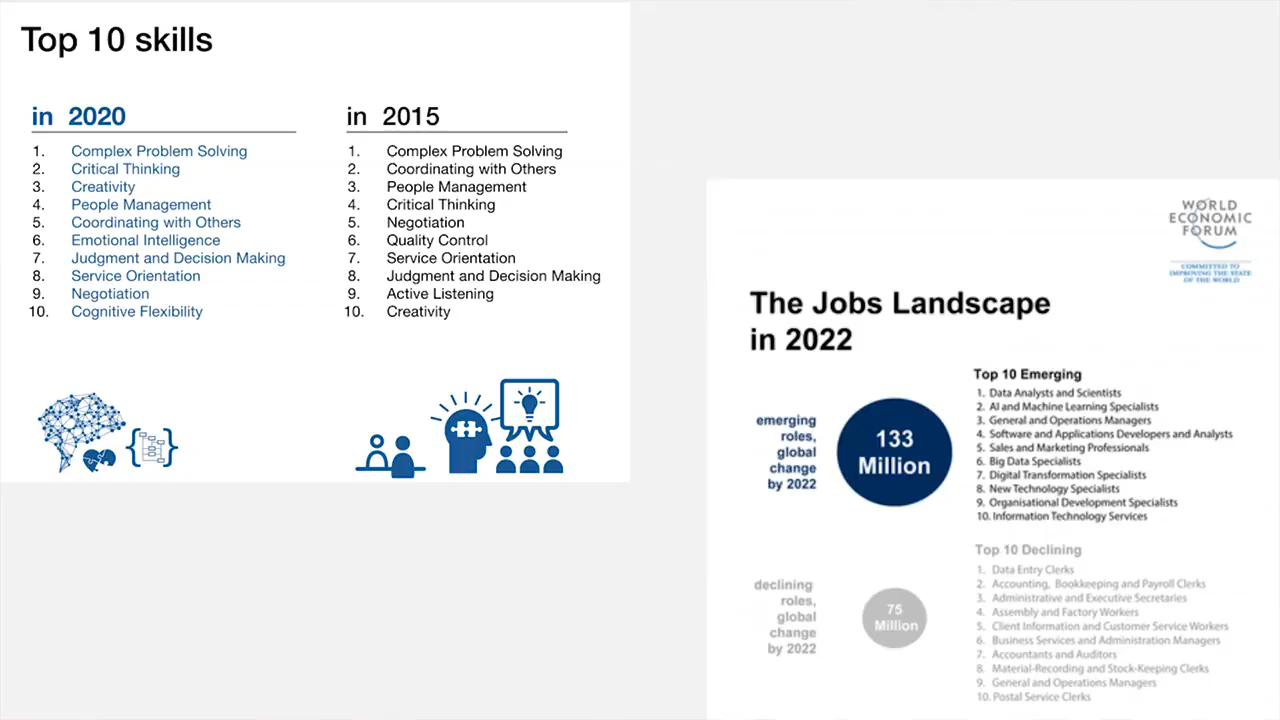 Top 10 skills
in 2020
1. Complex Problem Solving
2. Critical Thinking
3. Creativity
4. People Management
5. Coordinating with Others
6. Emotional Intelligence
7. Judgment and Decision Making
8. Service Orientation
9. Negotiation
10. Cognitive Flexibility
in 2015
1. Complex Problem Solving
2. Coordinating with Others
3. People Management
4. Critical Thinking
5. Negotiation
6. Quality Control
7. Service Orientation
8. Judgment and Decision Making
9. Active Listening
10. Creativity
WORLD
ECONOMIC
FORUM
COMMITTED TO
IMPROVING THE STATE
OF THE WORLD
The Jobs Landscape
in 2022
emerging
roles,
global
change
by 2022
133
Million
Top 10 Emerging
1. Data Analysts and Scientists
2. AI and Machine Learning Specialists
3. General and Operations Managers
4. Software and Applications Developers and Analysts
5. Sales and Marketing Professionals
6. Big Data Specialists
7. Digital Transformation Specialists
8. New Technology Specialists
9. Organisational Development Specialists
10. Information Technology Services
declining
roles,
global
change
by 2022
75
Million
Top 10 Declining
1. Data Entry Clerks
2. Accounting, Bookkeeping and Payroll Clerks
3. Administrative and Executive Secretaries
4. Assembly and Factory Workers
5. Client Information and Customer Service Workers
6. Business Services and Administration Managers
7. Accountants and Auditors
8. Material-Recording and Stock-Keeping Clerks
9. General and Operations Managers
10. Postal Service Clerks